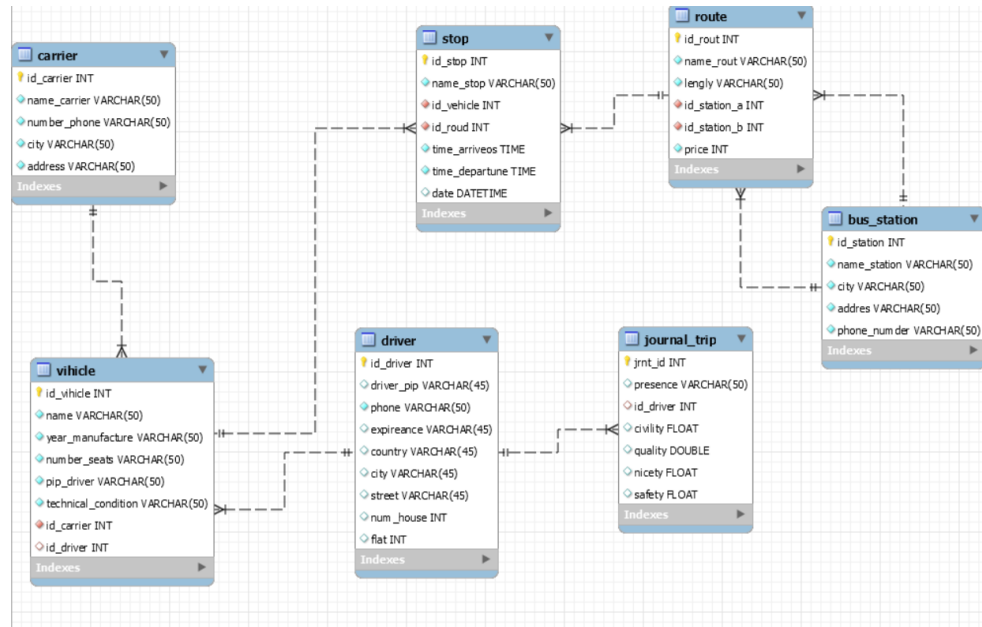 carrier
id_carrier INT
name_carrier VARCHAR(50)
number_phone VARCHAR(50)
city VARCHAR(50)
address VARCHAR(50)
Indexes
stop
id_stop INT
name_stop VARCHAR(50)
id_vehicle INT
id_roud INT
time_arriveos TIME
time_departune TIME
date DATETIME
Indexes
route
id_rout INT
name_rout VARCHAR(50)
lengly VARCHAR(50)
id_station_a INT
id_station_b INT
price INT
Indexes
bus_station
id_station INT
name_station VARCHAR(50)
city VARCHAR(50)
addres VARCHAR(50)
phone_numder VARCHAR(50)
Indexes
vihicle
id_vihicle INT
name VARCHAR(50)
year_manufacture VARCHAR(50)
number_seats VARCHAR(50)
pip_driver VARCHAR(50)
technical_condition VARCHAR(50)
id_carrier INT
id_driver INT
Indexes
driver
id_driver INT
driver_pip VARCHAR(45)
phone VARCHAR(50)
expireance VARCHAR(45)
country VARCHAR(45)
city VARCHAR(45)
street VARCHAR(45)
num_house INT
flat INT
Indexes
journal_trip
jrnt_id INT
presence VARCHAR(50)
id_driver INT
civility FLOAT
quality DOUBLE
nicety FLOAT
safety FLOAT
Indexes